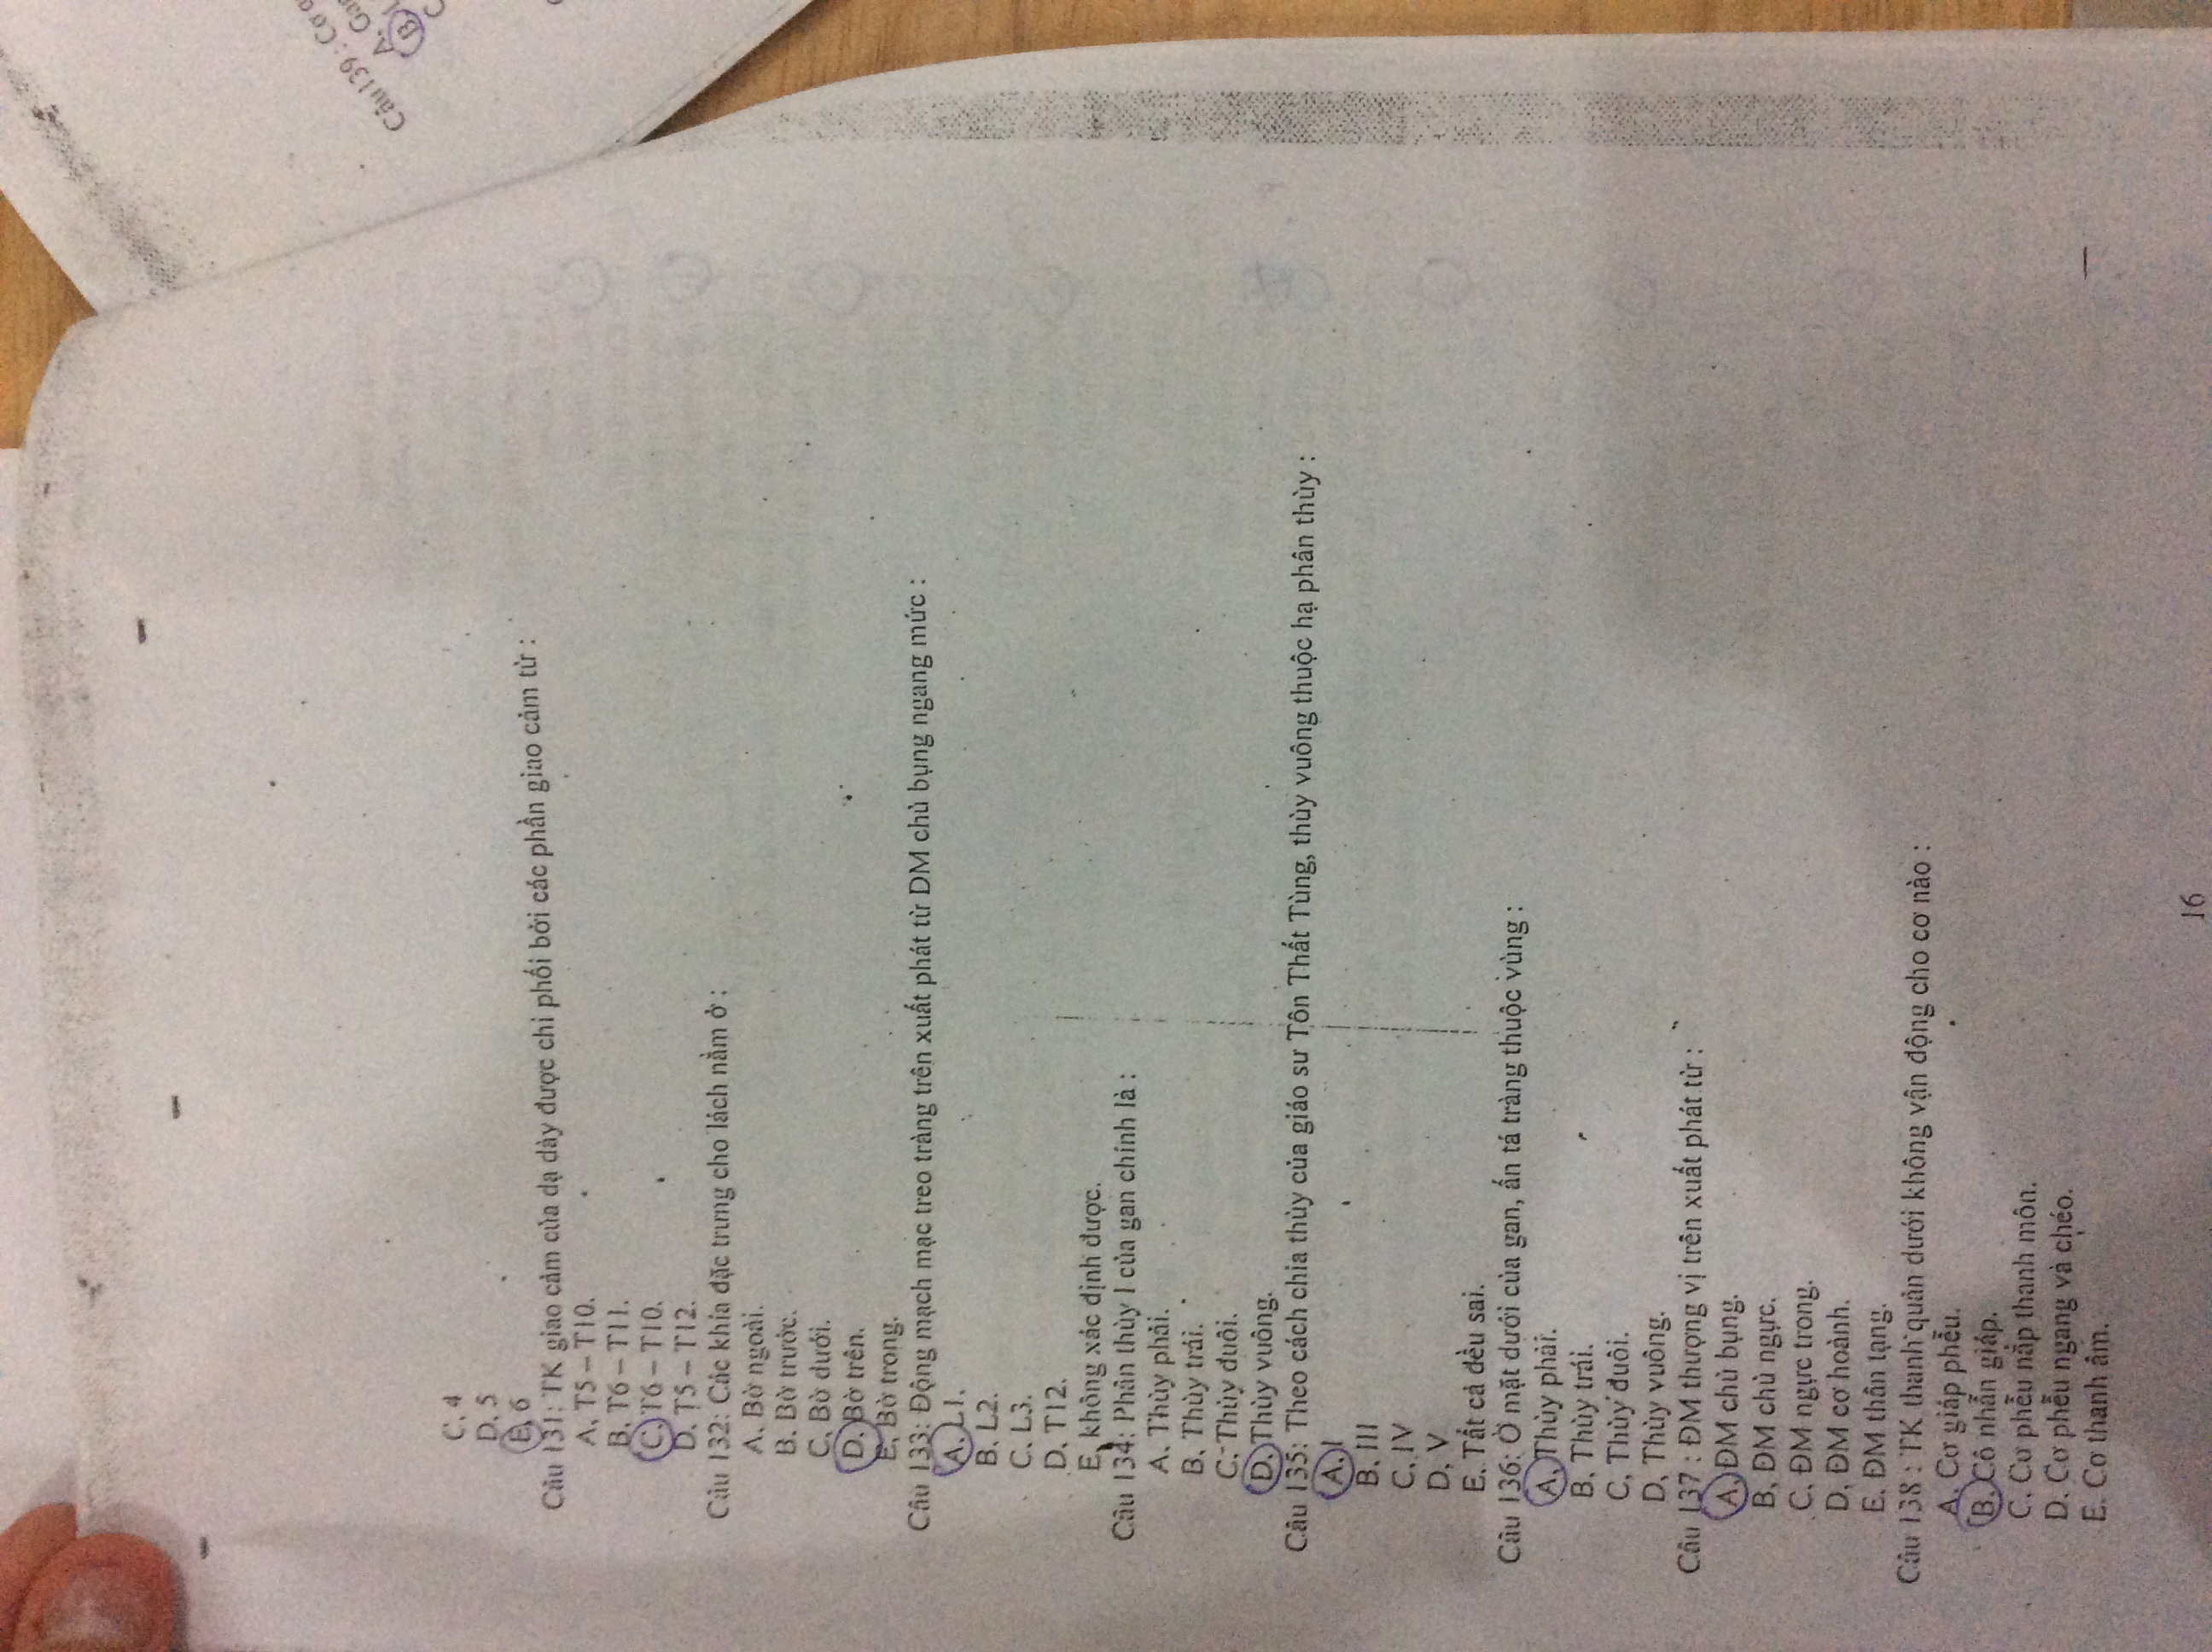 C. 4
D. 5
E. 6
Câu 131: TK giao cảm của dạ dày được chi phối bởi các phần giao cảm từ :
A. T5 – T10.
B. T6 – T11.
C. T6 – T10.
D. T5 – T12.
Câu 132: Các khía đặc trưng cho lách nằm ở :
A. Bờ ngoài.
B. Bờ trước.
C. Bờ dưới.
D. Bờ trên.
E. Bờ trong.
Câu 133: Động mạch mạc treo tràng trên xuất phát từ DM chủ bụng ngang mức :
A. L1.
B. L2.
C. L3.
D. T12.
E. không xác định được.
Câu 134: Phân thùy I của gan chính là :
A. Thùy phải.
B. Thùy trái.
C. Thùy đuôi.
D. Thùy vuông.
Câu 135: Theo cách chia thùy của giáo sư Tôn Thất Tùng, thùy vuông thuộc hạ phân thùy :
A. I
B. III
C. IV
D. V
E. Tất cả đều sai.
Câu 136: Ở mặt dưới của gan, ấn tá tràng thuộc vùng :
A. Thùy phải.
B. Thùy trái.
C. Thùy đuôi.
D. Thùy vuông.
Câu 137 : ĐM thượng vị trên xuất phát từ :
A. ĐM chủ bụng.
B. ĐM chủ ngực.
C. ĐM ngực trong.
D. ĐM cơ hoành.
E. ĐM thân tạng.
Câu 138 : TK thanh quản dưới không vận động cho cơ nào :
A. Cơ giáp phễu.
B. Cô nhẫn giáp.
C. Cơ phễu nắp thanh môn.
D. Cơ phễu ngang và chéo.
E. Cơ thanh âm.
16
Câu 139 : Cơ
A.
B.
C